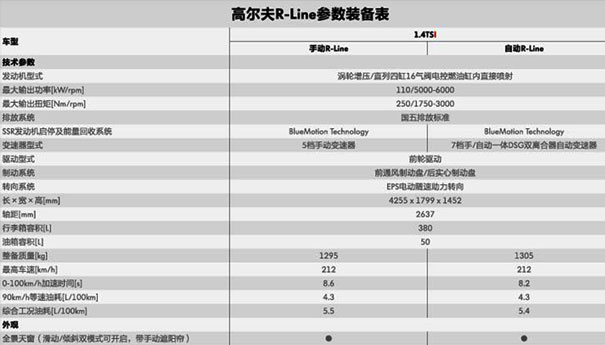 高尔夫R-Line参数装备表
车型
1.4TSI
手动R-Line 自动R-Line
技术参数
发动机型式 涡轮增压/直列四缸16气阀电控燃油缸内直接喷射
最大输出功率[kW/rpm] 110/5000-6000
最大输出扭矩[Nm/rpm] 250/1750-3000
排放系统 国五排放标准
SSR发动机启停及能量回收系统 BlueMotion Technology BlueMotion Technology
变速器型式 5档手动变速器 7档手/自动一体DSG双离合器自动变速器
驱动型式 前轮驱动
制动系统 前通风制动盘/后实心制动盘
转向系统 EPS电动随速助力转向
长×宽×高[mm] 4255 x 1799 x 1452
轴距[mm] 2637
行李箱容积[L] 380
油箱容积[L] 50
整备质量[kg] 1295 1305
最高车速[km/h] 212 212
0-100km/h加速时间[s] 8.6 8.2
90km/h等速油耗[L/100km] 4.3 4.3
综合工况油耗[L/100km] 5.5 5.4
外观
全景天窗（滑动/倾斜双模式可开启，带手动遮阳帘） ● ●